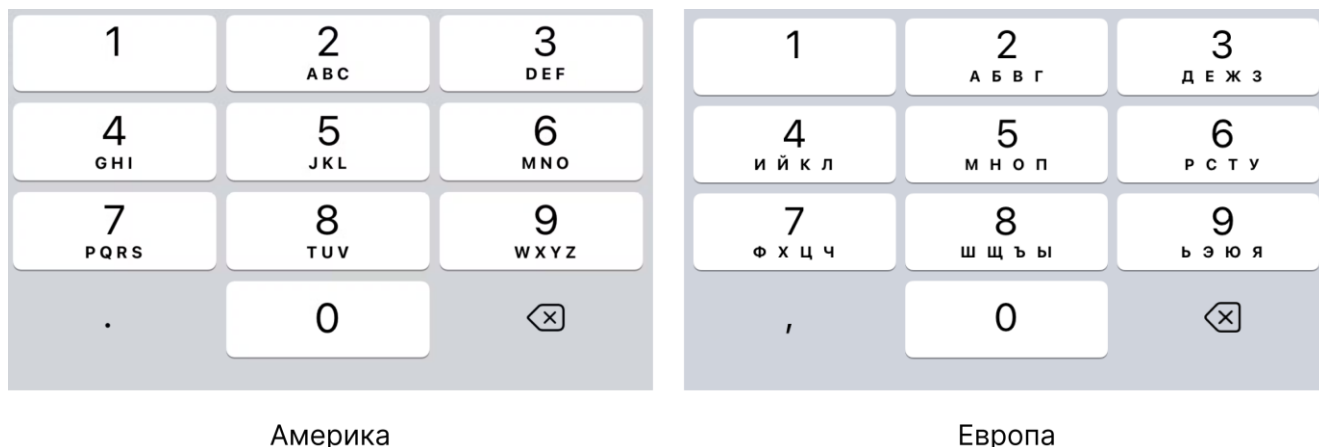 1 2 3
ABC DEF
4 5 6
GHI JKL MNO
7 8 9
PQRS TUV WXYZ
. 0
Америка
1 2 3
А Б В Г Д Е Ж З
4 5 6
И Й К Л М Н О П Р С Т У
7 8 9
Ф Х Ц Ч Ш Щ Ъ Ы Ь Э Ю Я
, 0
Европа